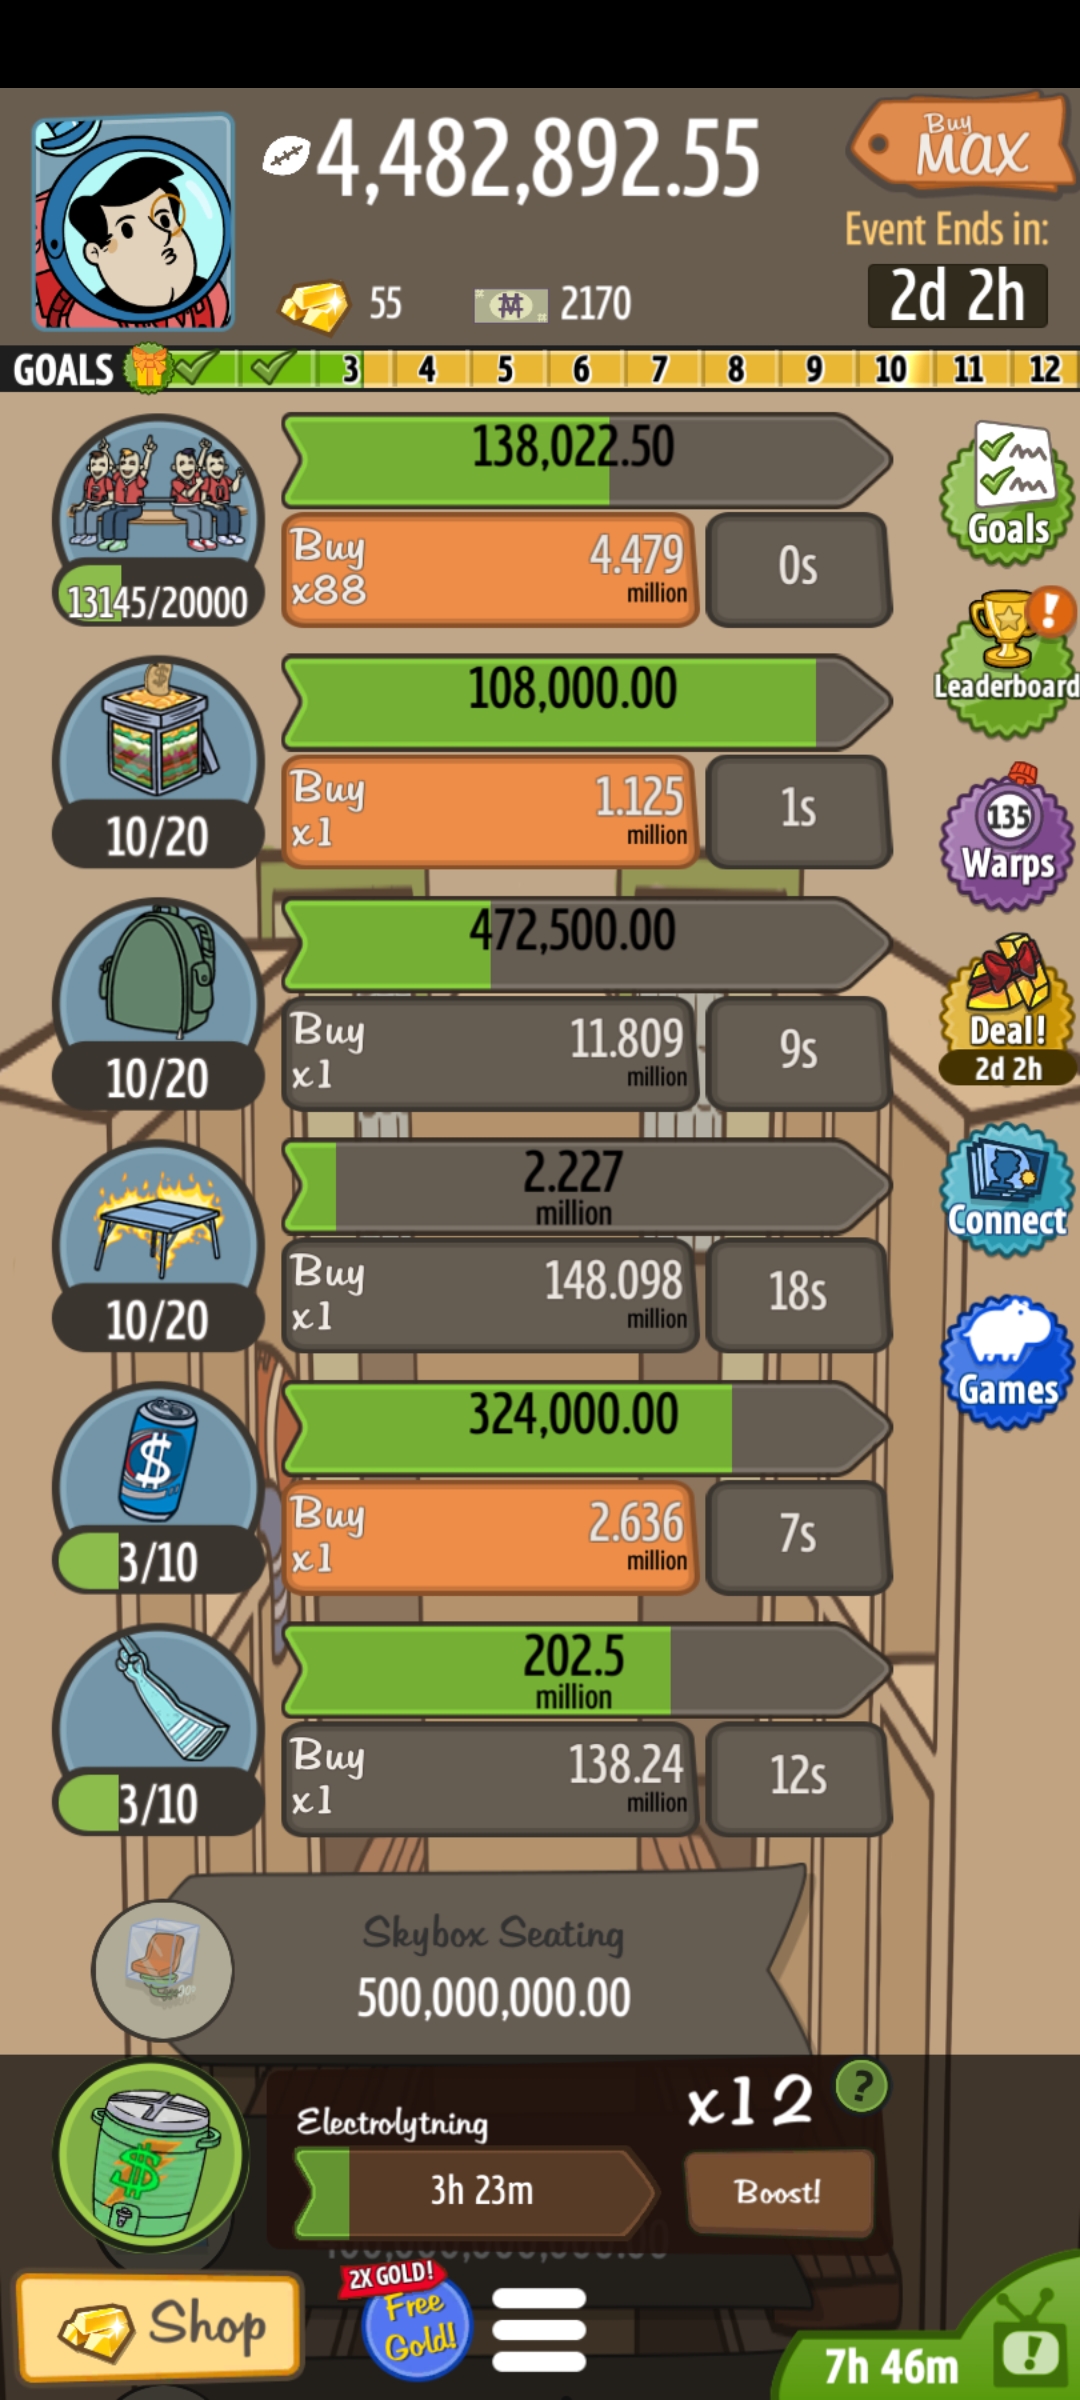 4,482,892.55
Buy
MAX
Event Ends in:
2d 2h
55
2170
GOALS 3 4 5 6 7 8 9 10 11 12
138,022.50
Buy
x88
4.479
million
0s
13145/20000
Goals
Leaderboard
108,000.00
Buy
x1
1.125
million
1s
10/20
135
Warps
472,500.00
Buy
x1
11.809
million
9s
10/20
Deal!
2d 2h
2.227
million
Buy
x1
148.098
million
18s
10/20
Connect
Games
324,000.00
Buy
x1
2.636
million
7s
3/10
202.5
million
Buy
x1
138.24
million
12s
3/10
Skybox Seating
500,000,000.00
Electrolytning
3h 23m
x12
?
Boost!
Shop
2X GOLD!
Free
Gold!
7h 46m